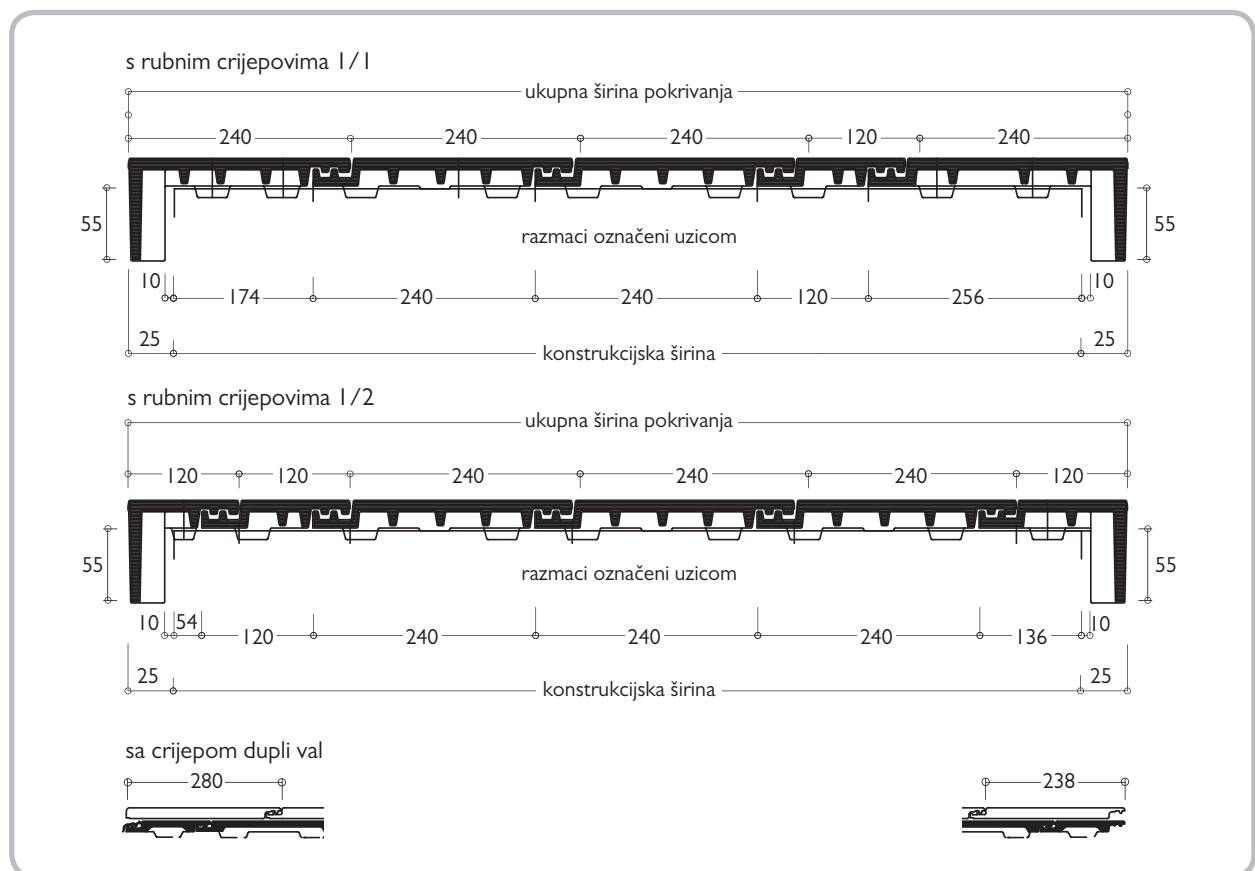 s rubnim crijepovima 1/1
ukupna širina pokrivanja
240 240 240 120 240
55 55
razmaci označeni uzicom
10 174 240 240 120 256 10
25 konstrukcijska širina 25
s rubnim crijepovima 1/2
ukupna širina pokrivanja
120 120 240 240 240 120
55 55
razmaci označeni uzicom
10 54 120 240 240 240 136 10
25 konstrukcijska širina 25
sa crijepom dupli val
280 238